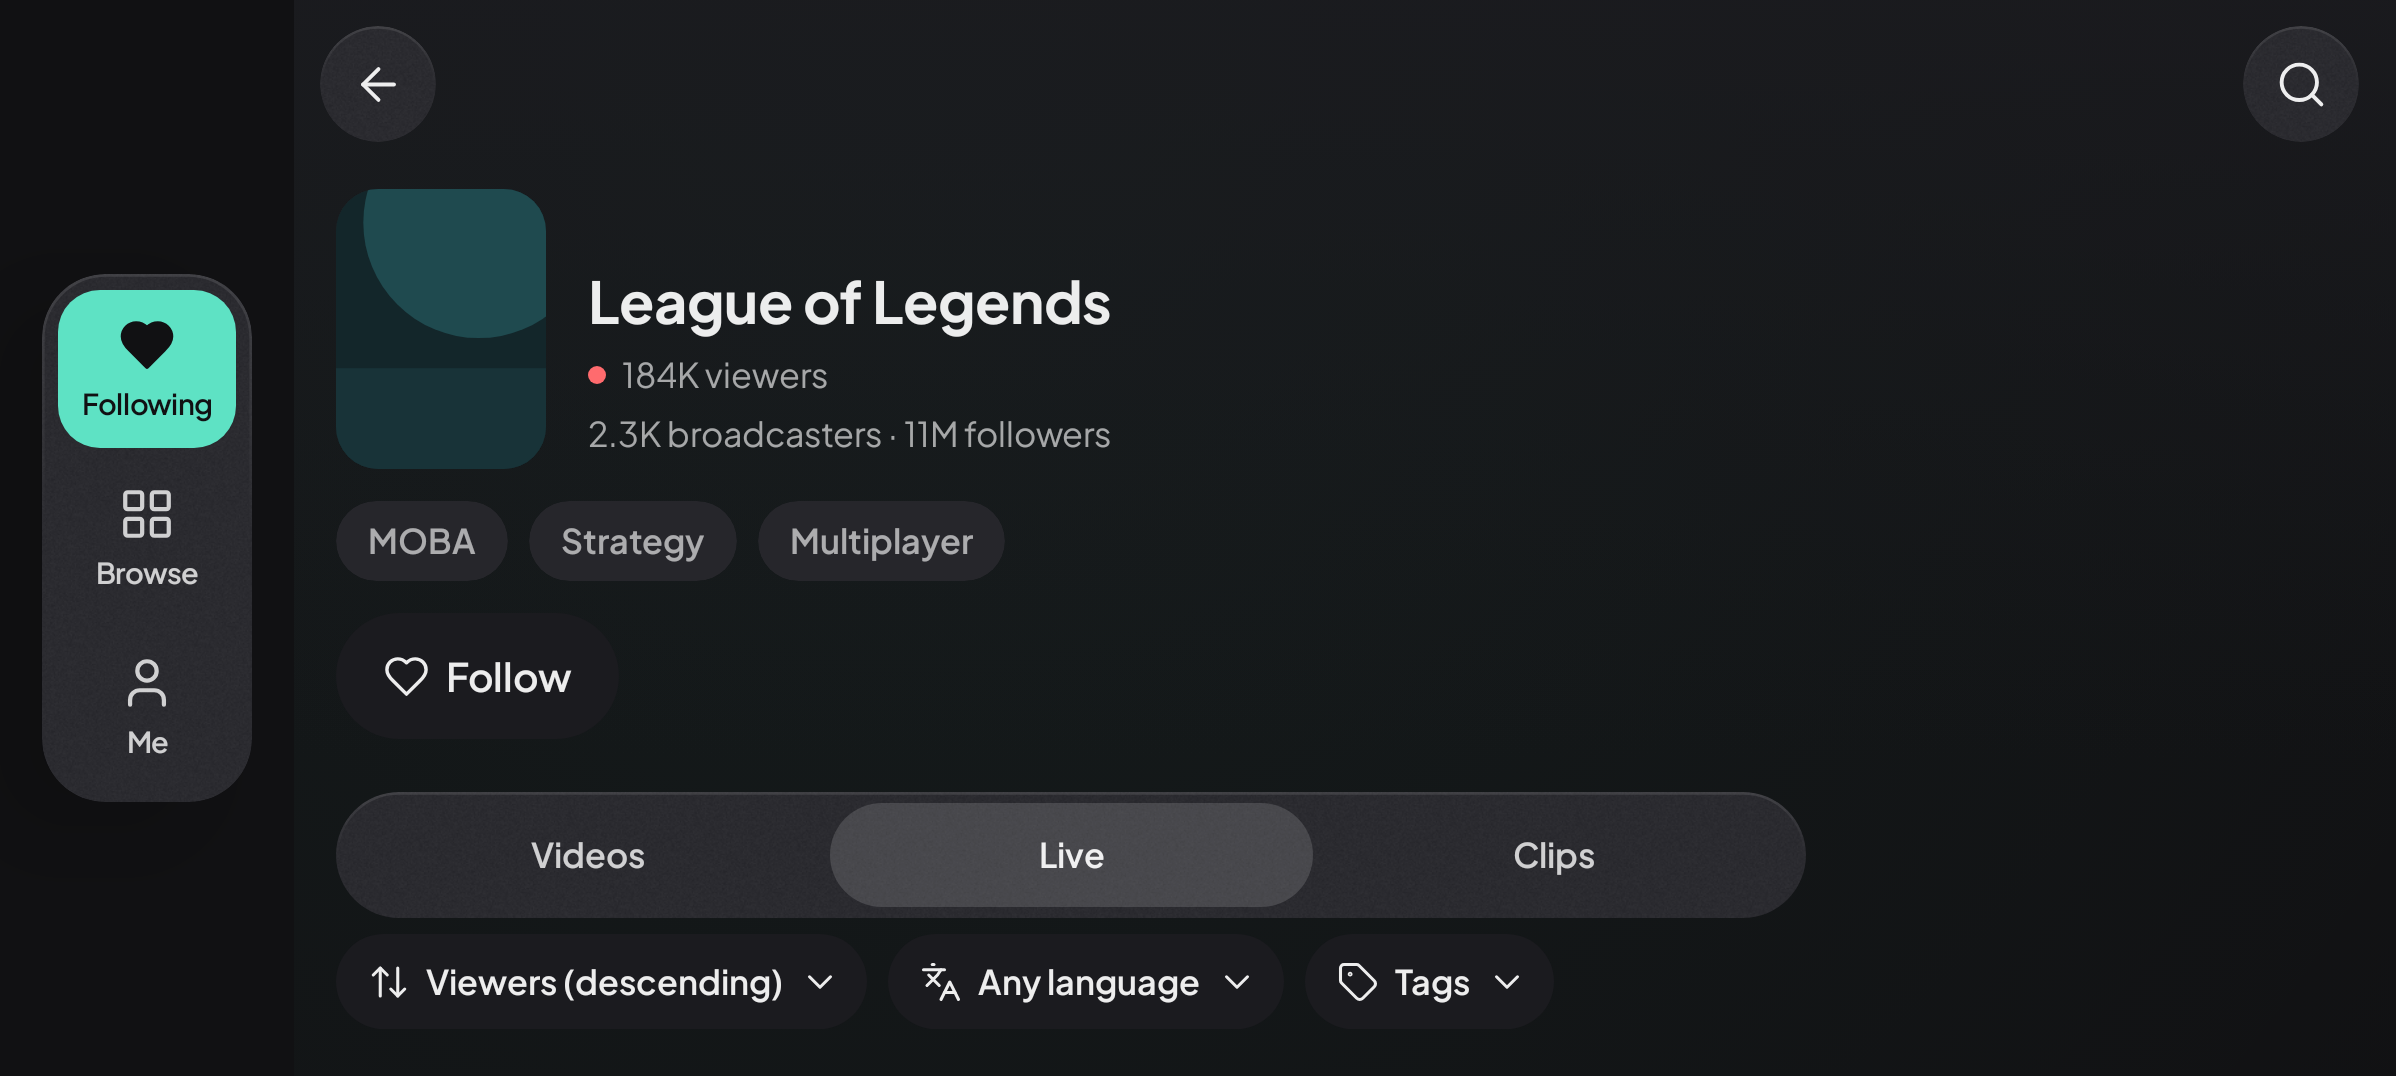 League of Legends
184K viewers
2.3K broadcasters · 11M followers
Following
Browse
Me
MOBA
Strategy
Multiplayer
Follow
Videos
Live
Clips
Viewers (descending)
Any language
Tags